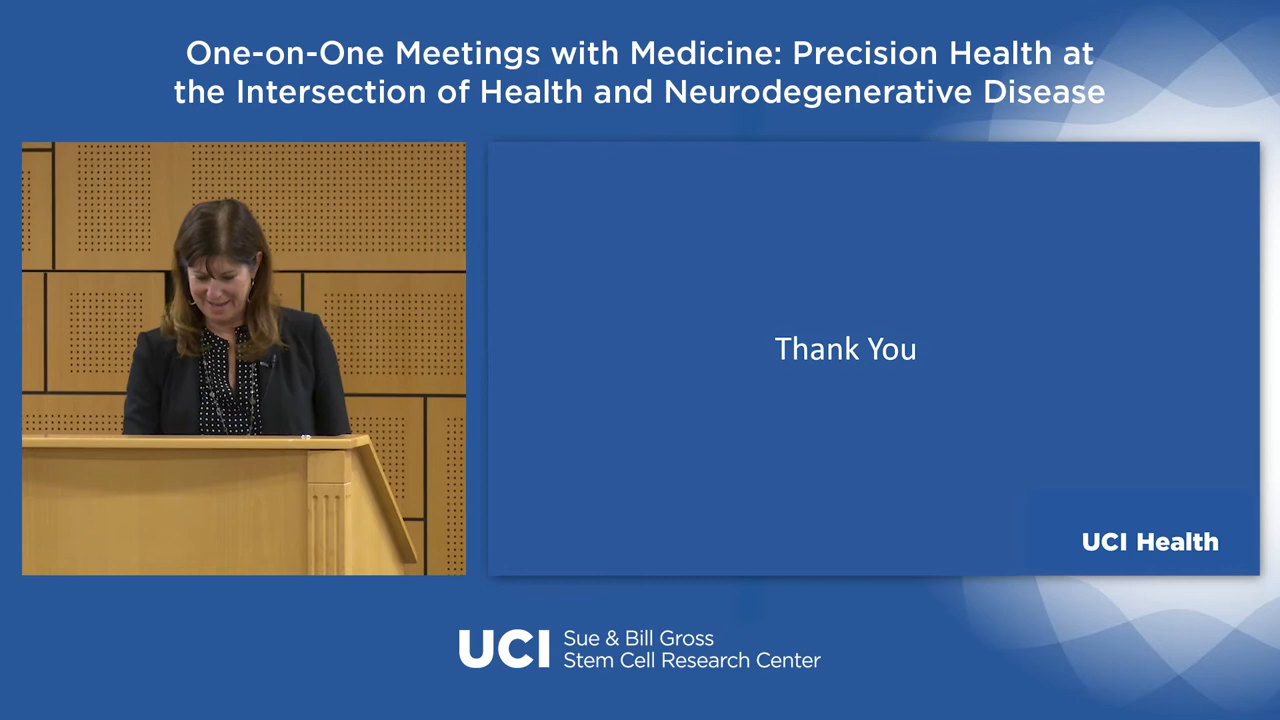 One-on-One Meetings with Medicine: Precision Health at
the Intersection of Health and Neurodegenerative Disease
Thank You
UCI Health
UCI Sue & Bill Gross
Stem Cell Research Center